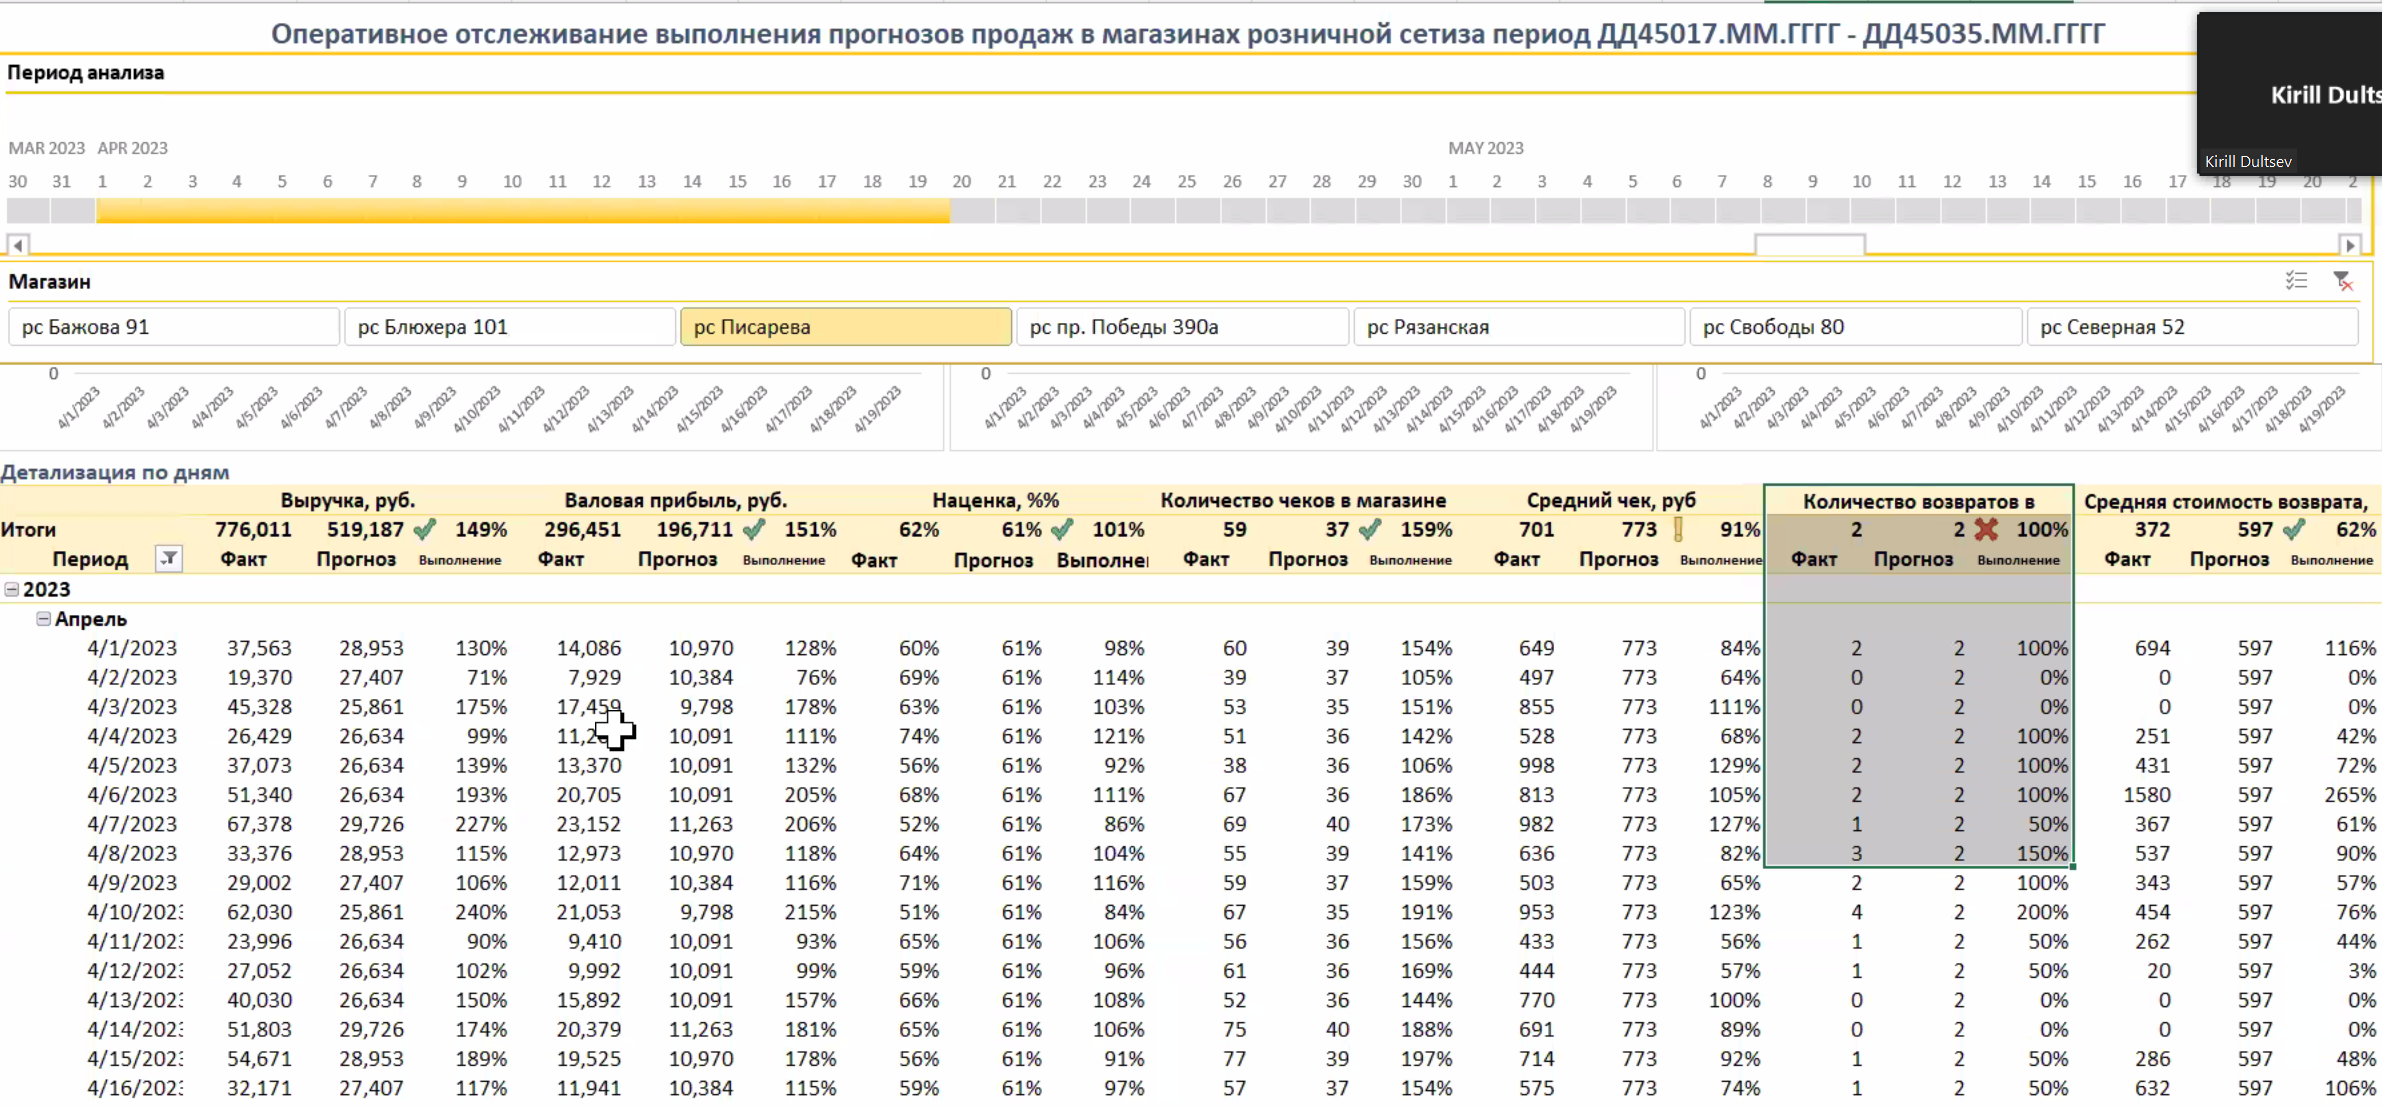 Оперативное отслеживание выполнения прогнозов продаж в магазинах розничной сетиза период ДД45017.ММ.ГГГГ - ДД45035.ММ.ГГГГ
Kirill Dults
Kirill Dultsev
Период анализа
MAR 2023 APR 2023 MAY 2023
30 31 1 2 3 4 5 6 7 8 9 10 11 12 13 14 15 16 17 18 19 20 21 22 23 24 25 26 27 28 29 30 1 2 3 4 5 6 7 8 9 10 11 12 13 14 15 16 17 18 19 20 2
Магазин
рс Бажова 91 рс Блюхера 101 рс Писарева рс пр. Победы 390а рс Рязанская рс Свободы 80 рс Северная 52
0 0 0
4/1/2023 4/2/2023 4/3/2023 4/4/2023 4/5/2023 4/6/2023 4/7/2023 4/8/2023 4/9/2023 4/10/2023 4/11/2023 4/12/2023 4/13/2023 4/14/2023 4/15/2023 4/16/2023 4/17/2023 4/18/2023 4/19/2023
4/1/2023 4/2/2023 4/3/2023 4/4/2023 4/5/2023 4/6/2023 4/7/2023 4/8/2023 4/9/2023 4/10/2023 4/11/2023 4/12/2023 4/13/2023 4/14/2023 4/15/2023 4/16/2023 4/17/2023 4/18/2023 4/19/2023
4/1/2023 4/2/2023 4/3/2023 4/4/2023 4/5/2023 4/6/2023 4/7/2023 4/8/2023 4/9/2023 4/10/2023 4/11/2023 4/12/2023 4/13/2023 4/14/2023 4/15/2023 4/16/2023 4/17/2023 4/18/2023 4/19/2023
Детализация по дням
Выручка, руб. Валовая прибыль, руб. Наценка, %% Количество чеков в магазине Средний чек, руб Количество возвратов в Средняя стоимость возврата,
Итоги 776,011 519,187 149% 296,451 196,711 151% 62% 61% 101% 59 37 159% 701 773 91% 2 2 100% 372 597 62%
Период Факт Прогноз Выполнение Факт Прогноз Выполнение Факт Прогноз Выполне Факт Прогноз Выполнение Факт Прогноз Выполнение Факт Прогноз Выполнение Факт Прогноз Выполнение
2023
Апрель
4/1/2023 37,563 28,953 130% 14,086 10,970 128% 60% 61% 98% 60 39 154% 649 773 84% 2 2 100% 694 597 116%
4/2/2023 19,370 27,407 71% 7,929 10,384 76% 69% 61% 114% 39 37 105% 497 773 64% 0 2 0% 0 597 0%
4/3/2023 45,328 25,861 175% 17,459 9,798 178% 63% 61% 103% 53 35 151% 855 773 111% 0 2 0% 0 597 0%
4/4/2023 26,429 26,634 99% 10,091 111% 74% 61% 121% 51 36 142% 528 773 68% 2 2 100% 251 597 42%
4/5/2023 37,073 26,634 139% 13,370 10,091 132% 56% 61% 92% 38 36 106% 998 773 129% 2 2 100% 431 597 72%
4/6/2023 51,340 26,634 193% 20,705 10,091 205% 68% 61% 111% 67 36 186% 813 773 105% 2 2 100% 1580 597 265%
4/7/2023 67,378 29,726 227% 23,152 11,263 206% 52% 61% 86% 69 40 173% 982 773 127% 1 2 50% 367 597 61%
4/8/2023 33,376 28,953 115% 12,973 10,970 118% 64% 61% 104% 55 39 141% 636 773 82% 3 2 150% 537 597 90%
4/9/2023 29,002 27,407 106% 12,011 10,384 116% 71% 61% 116% 59 37 159% 503 773 65% 2 2 100% 343 597 57%
4/10/202 62,030 25,861 240% 21,053 9,798 215% 51% 61% 84% 67 35 191% 953 773 123% 4 2 200% 454 597 76%
4/11/202 23,996 26,634 90% 9,410 10,091 93% 65% 61% 106% 56 36 156% 433 773 56% 1 2 50% 262 597 44%
4/12/202 27,052 26,634 102% 9,992 10,091 99% 59% 61% 96% 61 36 169% 444 773 57% 1 2 50% 20 597 3%
4/13/202 40,030 26,634 150% 15,892 10,091 157% 66% 61% 108% 52 36 144% 770 773 100% 0 2 0% 0 597 0%
4/14/202 51,803 29,726 174% 20,379 11,263 181% 65% 61% 106% 75 40 188% 691 773 89% 0 2 0% 0 597 0%
4/15/202 54,671 28,953 189% 19,525 10,970 178% 56% 61% 91% 77 39 197% 714 773 92% 1 2 50% 286 597 48%
4/16/202 32,171 27,407 117% 11,941 10,384 115% 59% 61% 97% 57 37 154% 575 773 74% 1 2 50% 632 597 106%